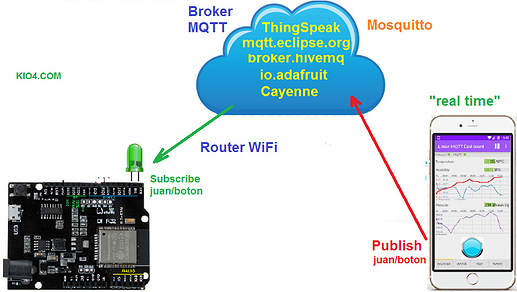 Broker
MQTT
ThingSpeak
mqtt.eclipse.org
broker.hivemq
io.adafruit
Cayenne
Mosquitto
KIO4.COM
"real time"
Router WiFi
Subscribe
juan/boton
Publish
juan/boton